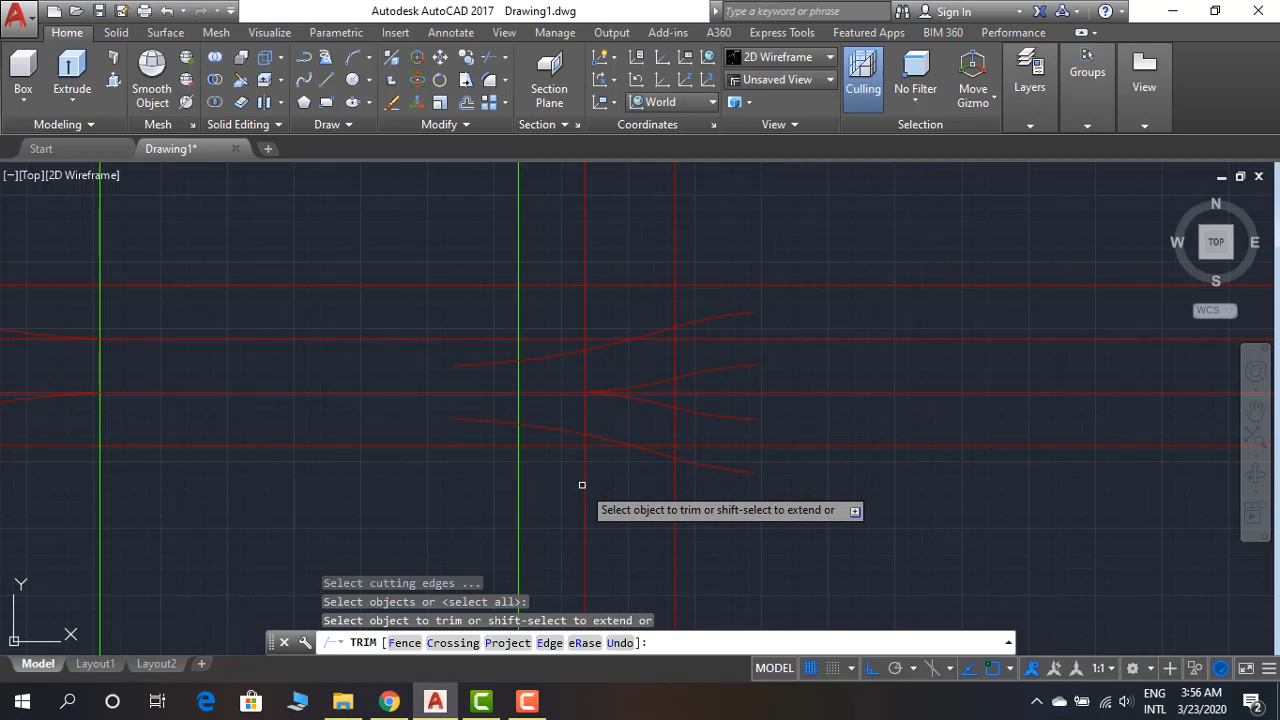 Autodesk AutoCAD 2017 Drawing1.dwg
Type a keyword or phrase
Sign In
Home Solid Surface Mesh Visualize Parametric Insert Annotate View Manage Output Add-ins A360 Express Tools Featured Apps BIM 360 Performance
Box
Extrude
Smooth
Object
Section
Plane
World
2D Wireframe
Unsaved View
Culling
No Filter
Move
Gizmo
Layers
Groups
View
Modeling Mesh Solid Editing Draw Modify Section Coordinates View Selection
Start
Drawing1*
[−][Top][2D Wireframe]
N
W TOP E
S
WCS
Select object to trim or shift-select to extend or
Y
X
Select cutting edges ...
Select objects or <select all>:
Select object to trim or shift-select to extend or
TRIM [Fence Crossing Project Edge eRase Undo]:
Model Layout1 Layout2
MODEL
1:1
ENG
INTL
3:56 AM
3/23/2020
2